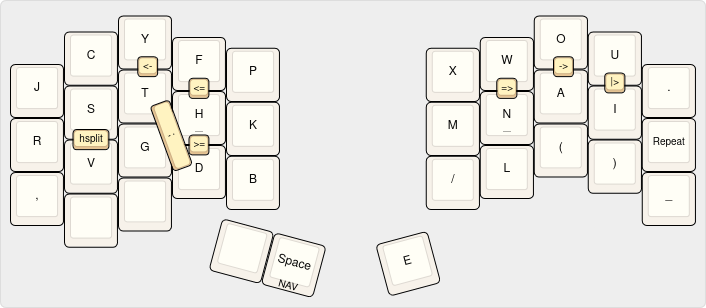 Y
C
F
P
<-
J
<=
T
S
H
_
K
R
hsplit
>=
G
V
D
B
,
Space
NAV
O
W
U
X
->
|>
=>
.
A
N
_
I
M
Repeat
(
)
L
/
_
E